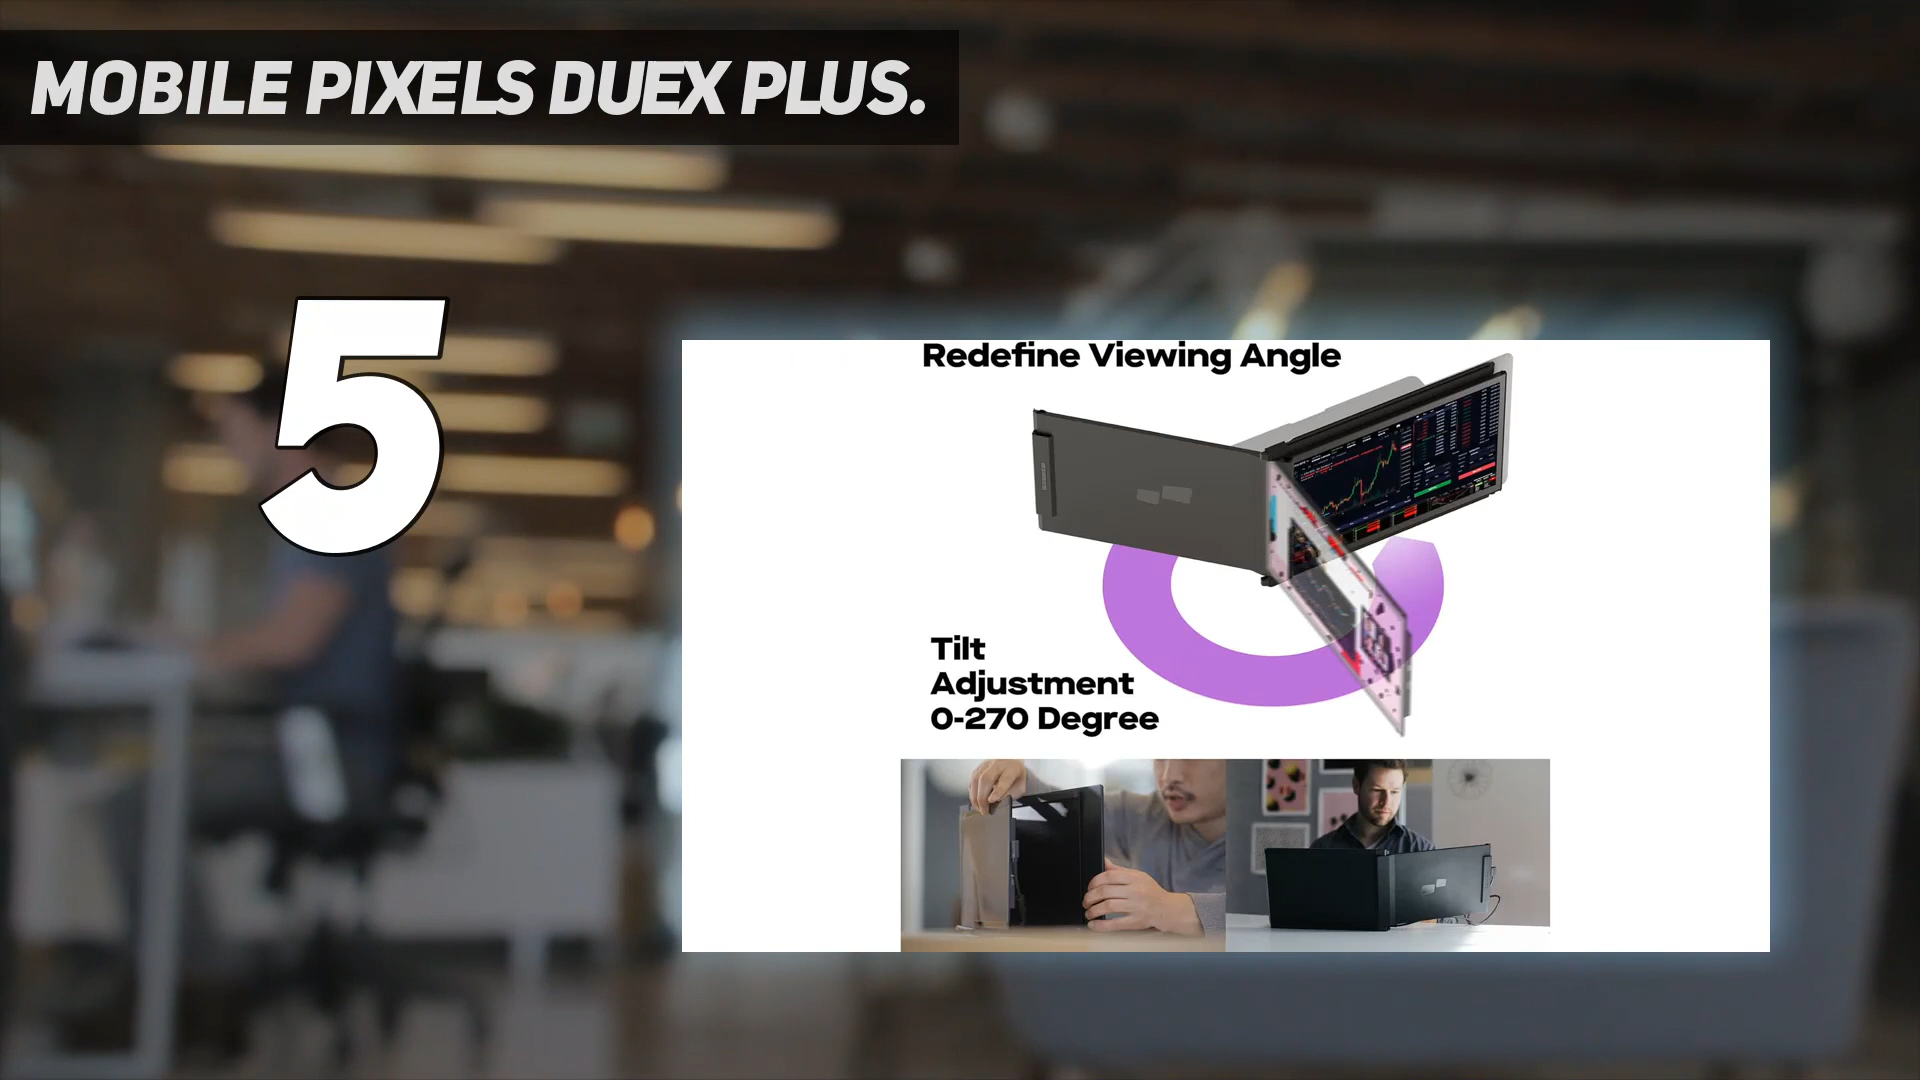 MOBILE PIXELS DUEX PLUS.
5
Redefine Viewing Angle
Tilt
Adjustment
0-270 Degree